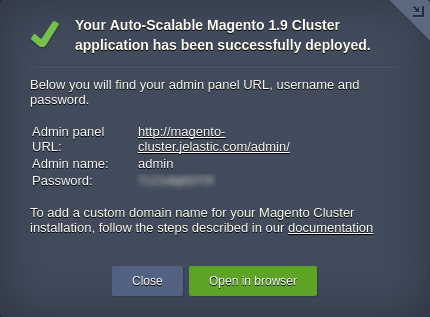 Your Auto-Scalable Magento 1.9 Cluster
application has been successfully deployed.
Below you will find your admin panel URL, username and
password.
Admin panel http://magento-
URL: cluster.jelastic.com/admin/
Admin name: admin
Password:
To add a custom domain name for your Magento Cluster
installation, follow the steps described in our documentation
Close Open in browser